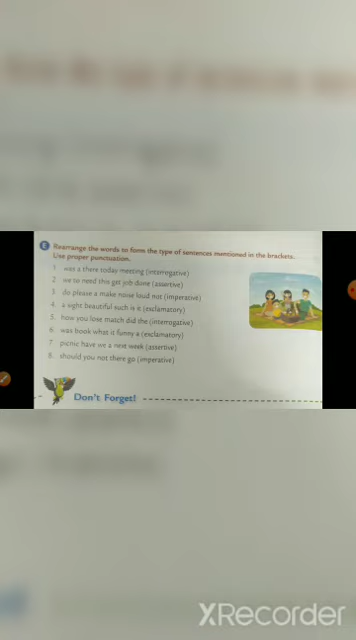 E Rearrange the words to form the type of sentences mentioned in the brackets.
Use proper punctuation.
1. was a there today meeting (interrogative)
2. we to need this get job done (assertive)
3. do please a make noise loud not (imperative)
4. a sight beautiful such is it (exclamatory)
5. how you lose match did the (interrogative)
6. was book what it funny a (exclamatory)
7. picnic have we a next week (assertive)
8. should you not there go (imperative)
Don't Forget!
XRecorder